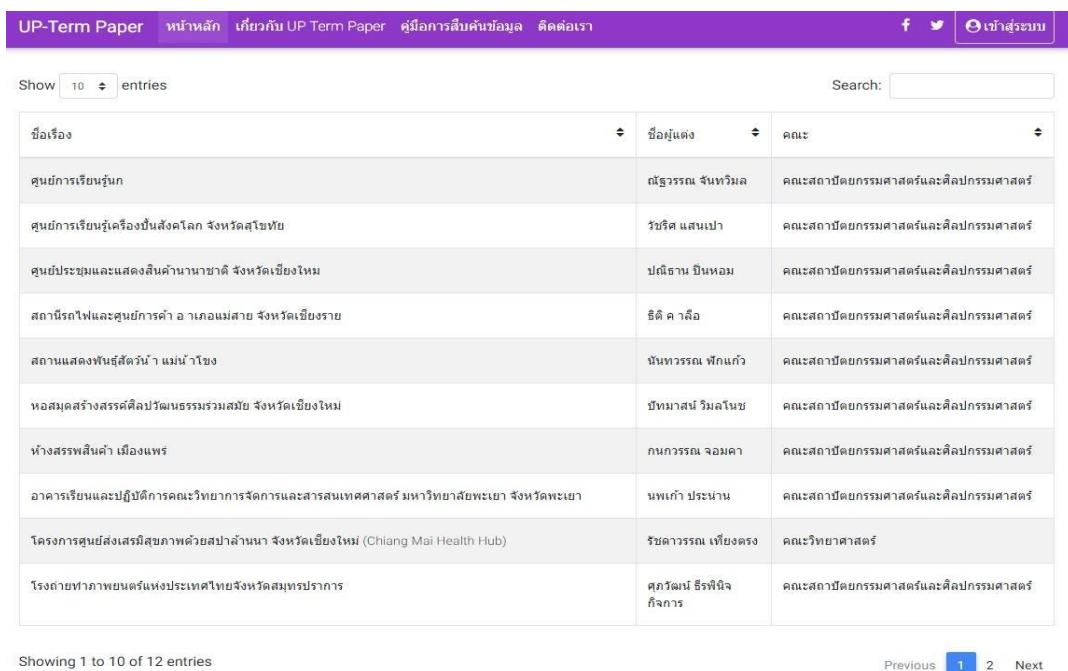 UP-Term Paper หน้าหลัก เกี่ยวกับ UP Term Paper คู่มือการสืบค้นข้อมูล ติดต่อเรา เข้าสู่ระบบ
Show 10 entries Search:
ชื่อเรื่อง ชื่อผู้แต่ง คณะ
ศูนย์การเรียนรู้นก ณัฐวรรณ จันทวิมล คณะสถาปัตยกรรมศาสตร์และศิลปกรรมศาสตร์
ศูนย์การเรียนรู้เครื่องปั้นสังคโลก จังหวัดสุโขทัย วัชริศ แสนเปา คณะสถาปัตยกรรมศาสตร์และศิลปกรรมศาสตร์
ศูนย์ประชุมและแสดงสินค้านานาชาติ จังหวัดเชียงใหม ปณิธาน ปินหอม คณะสถาปัตยกรรมศาสตร์และศิลปกรรมศาสตร์
สถานีรถไฟและศูนย์การค้า อ าเภอแม่สาย จังหวัดเชียงราย ธิติ ค าลือ คณะสถาปัตยกรรมศาสตร์และศิลปกรรมศาสตร์
สถานแสดงพันธุ์สัตว์น้ า แม่น้ าโขง นันทวรรณ ฟักแก้ว คณะสถาปัตยกรรมศาสตร์และศิลปกรรมศาสตร์
หอสมุดสร้างสรรค์ศิลปวัฒนธรรมร่วมสมัย จังหวัดเชียงใหม่ ปัทมาสน์ วิมลโนช คณะสถาปัตยกรรมศาสตร์และศิลปกรรมศาสตร์
ห้างสรรพสินค้า เมืองแพร่ กนกวรรณ จอมคา คณะสถาปัตยกรรมศาสตร์และศิลปกรรมศาสตร์
อาคารเรียนและปฏิบัติการคณะวิทยาการจัดการและสารสนเทศศาสตร์ มหาวิทยาลัยพะเยา จังหวัดพะเยา นพเก้า ประน่าน คณะสถาปัตยกรรมศาสตร์และศิลปกรรมศาสตร์
โครงการศูนย์ส่งเสริมสุขภาพด้วยสปาล้านนา จังหวัดเชียงใหม่ (Chiang Mai Health Hub) รัชดาวรรณ เที่ยงตรง คณะวิทยาศาสตร์
โรงถ่ายทำภาพยนตร์แห่งประเทศไทยจังหวัดสมุทรปราการ ศุภวัฒน์ ธีรพินิจ คณะสถาปัตยกรรมศาสตร์และศิลปกรรมศาสตร์
กิจการ
Showing 1 to 10 of 12 entries Previous 1 2 Next